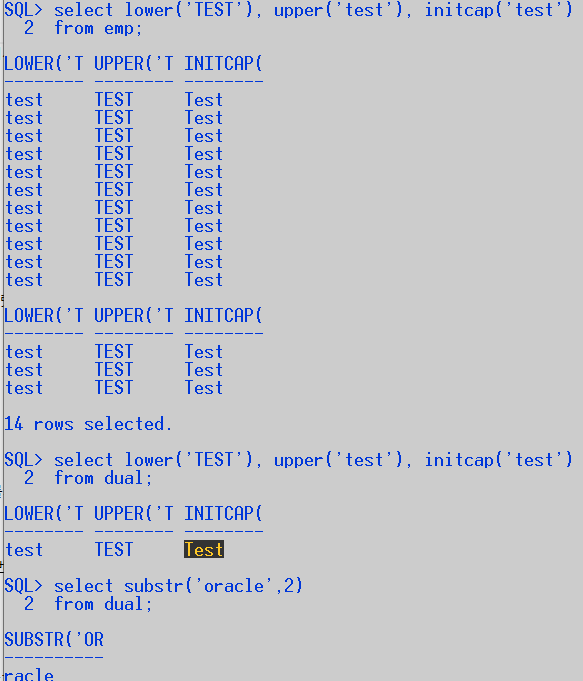 SQL> select lower('TEST'), upper('test'), initcap('test')
  2  from emp;
LOWER('T UPPER('T INITCAP(
-------- -------- --------
test     TEST     Test
test     TEST     Test
test     TEST     Test
test     TEST     Test
test     TEST     Test
test     TEST     Test
test     TEST     Test
test     TEST     Test
test     TEST     Test
test     TEST     Test
test     TEST     Test
LOWER('T UPPER('T INITCAP(
-------- -------- --------
test     TEST     Test
test     TEST     Test
test     TEST     Test
14 rows selected.
SQL> select lower('TEST'), upper('test'), initcap('test')
  2  from dual;
LOWER('T UPPER('T INITCAP(
-------- -------- --------
test     TEST     Test
SQL> select substr('oracle',2)
  2  from dual;
SUBSTR('OR
----------
racle